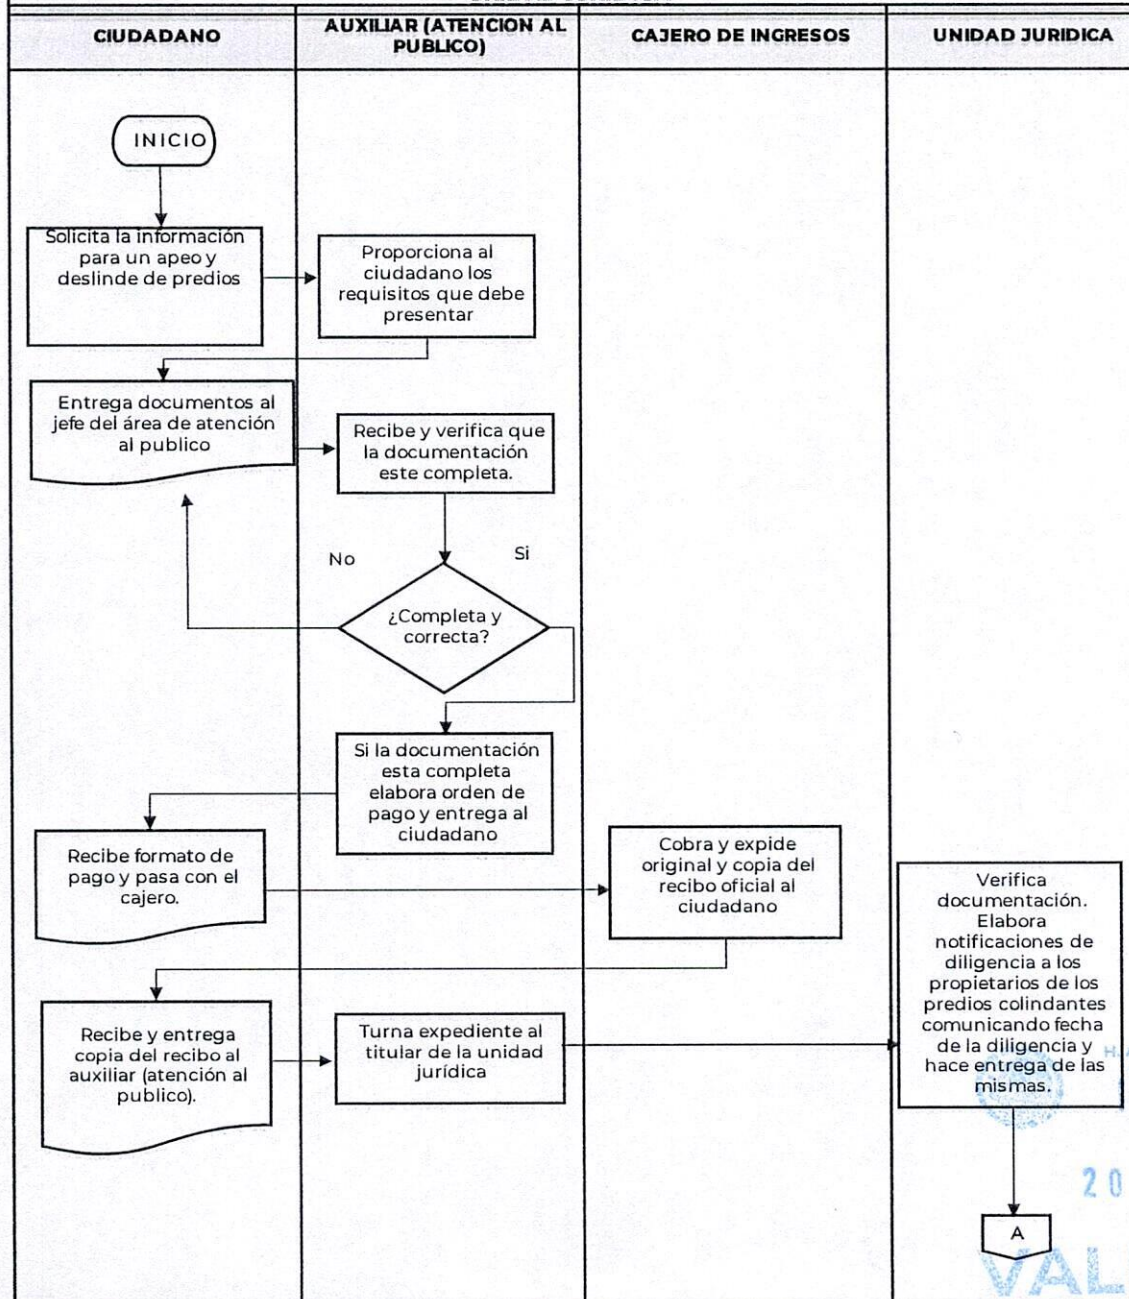 CIUDADANO
AUXILIAR (ATENCION AL
PUBLICO)
CAJERO DE INGRESOS
UNIDAD JURIDICA
INICIO
Solicita la información
para un apeo y
deslinde de predios
Proporciona al
ciudadano los
requisitos que debe
presentar
Entrega documentos al
jefe del área de atención
al publico
Recibe y verifica que
la documentación
este completa.
No
Si
¿Completa y
correcta?
Si la documentación
esta completa
elabora orden de
pago y entrega al
ciudadano
Recibe formato de
pago y pasa con el
cajero.
Cobra y expide
original y copia del
recibo oficial al
ciudadano
Recibe y entrega
copia del recibo al
auxiliar (atención al
publico).
Turna expediente al
titular de la unidad
jurídica
Verifica
documentación.
Elabora
notificaciones de
diligencia a los
propietarios de los
predios colindantes
comunicando fecha
de la diligencia y
hace entrega de las
mismas.
A
20
VAL